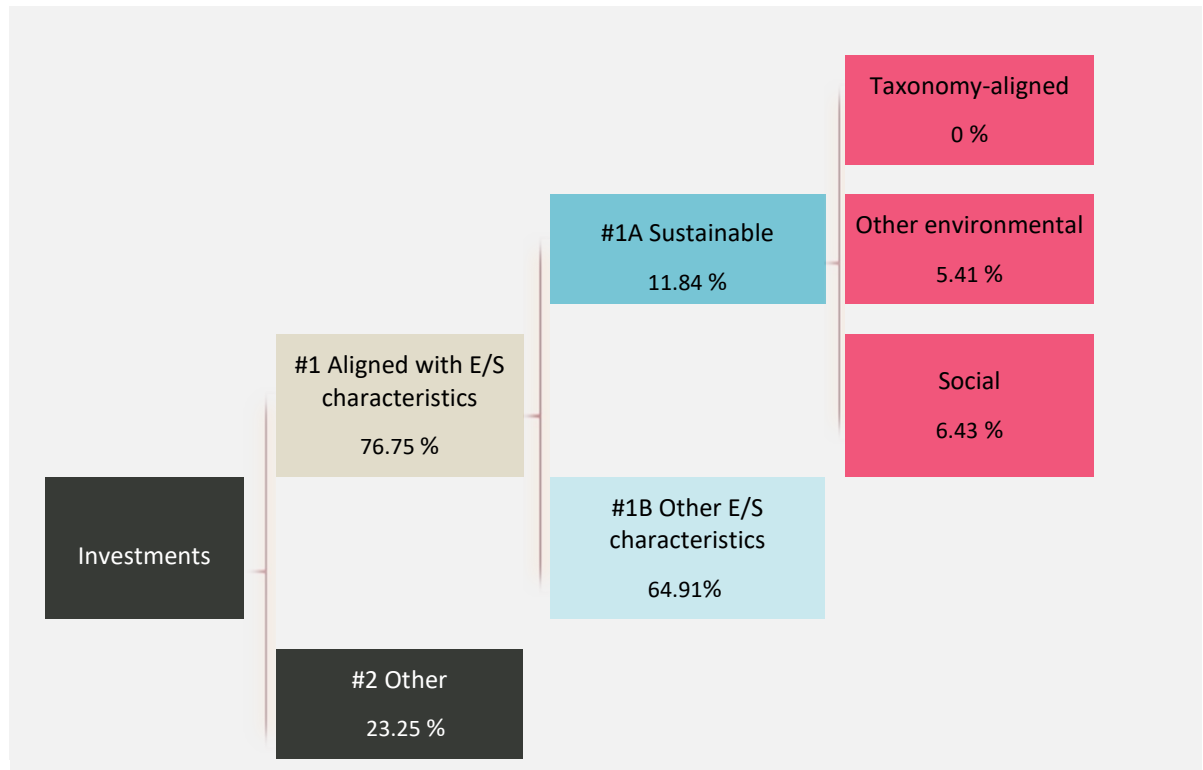 Taxonomy-aligned
0 %
#1A Sustainable
11.84 %
Other environmental
5.41 %
#1 Aligned with E/S
characteristics
76.75 %
Social
6.43 %
Investments
#1B Other E/S
characteristics
64.91%
#2 Other
23.25 %